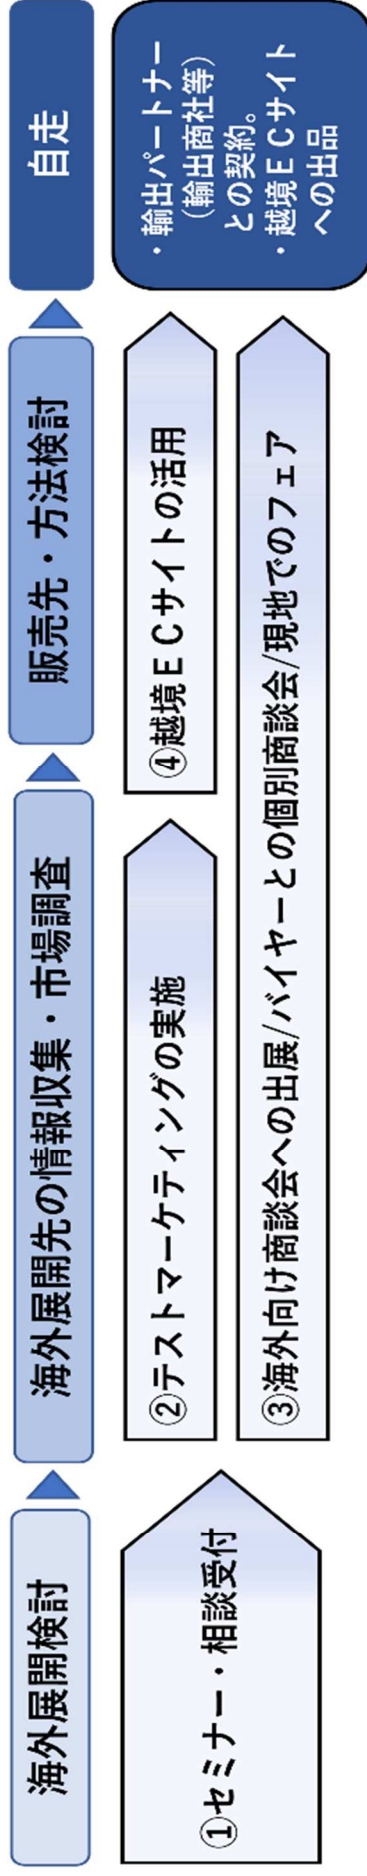 海外展開検討
海外展開先の情報収集・市場調査
販売先・方法検討
自走
①セミナー・相談受付
②テストマーケティングの実施
④越境ＥＣサイトの活用
③海外向け商談会への出展/バイヤーとの個別商談会/現地でのフェア
・輸出パートナー
（輸出商社等）
との契約。
・越境ＥＣサイト
への出品